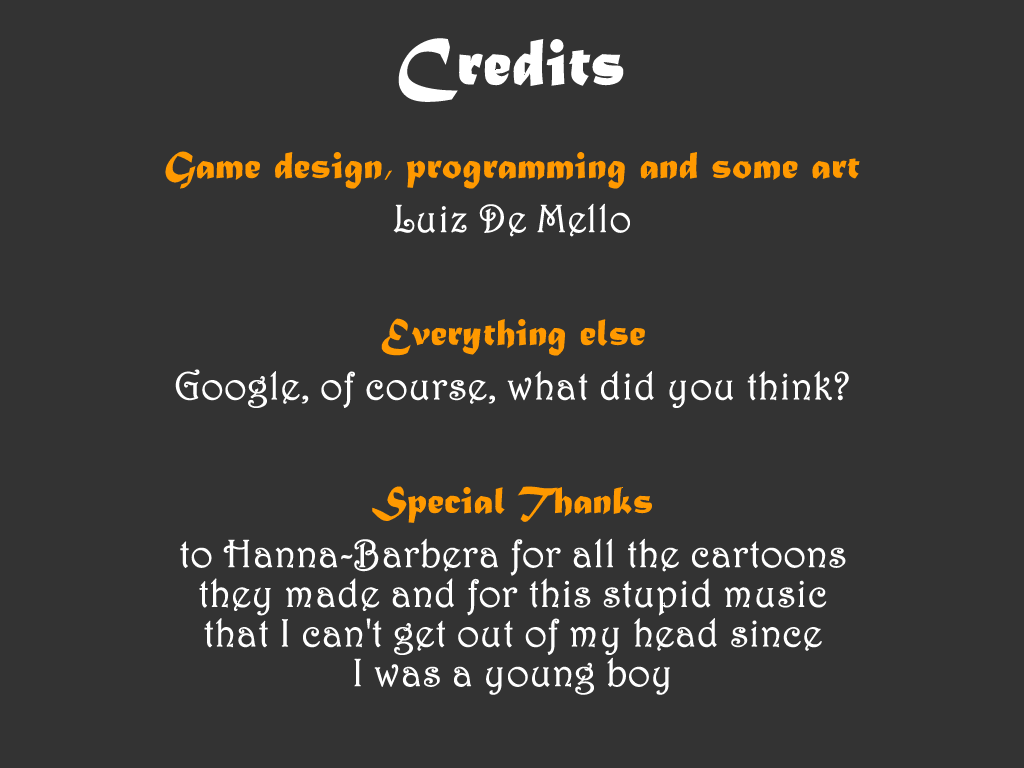 Credits
Game design, programming and some art
Luiz De Mello
Everything else
Google, of course, what did you think?
Special Thanks
to Hanna-Barbera for all the cartoons
they made and for this stupid music
that I can't get out of my head since
I was a young boy